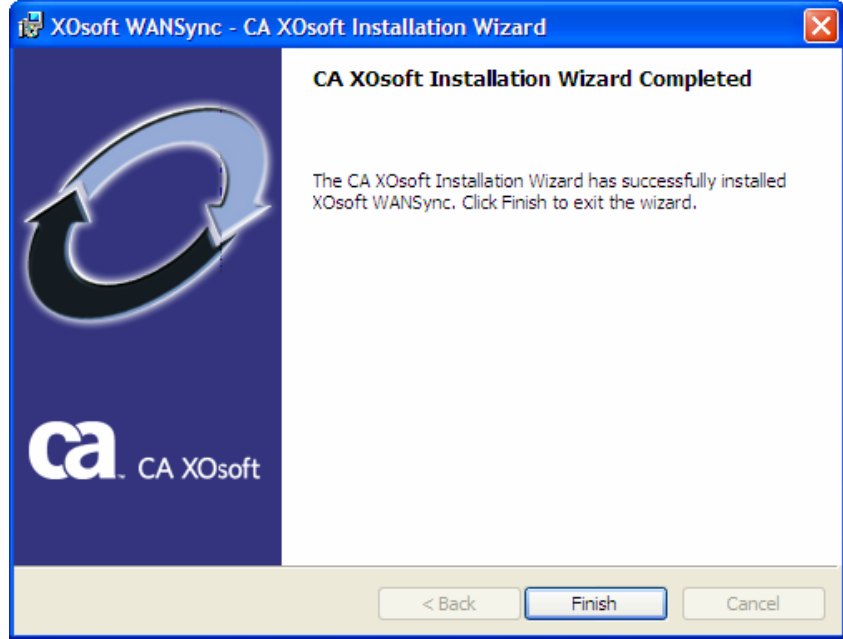 XOsoft WANSync - CA XOsoft Installation Wizard
CA XOsoft Installation Wizard Completed
The CA XOsoft Installation Wizard has successfully installed
XOsoft WANSync. Click Finish to exit the wizard.
ca™ CA XOsoft
< Back Finish Cancel